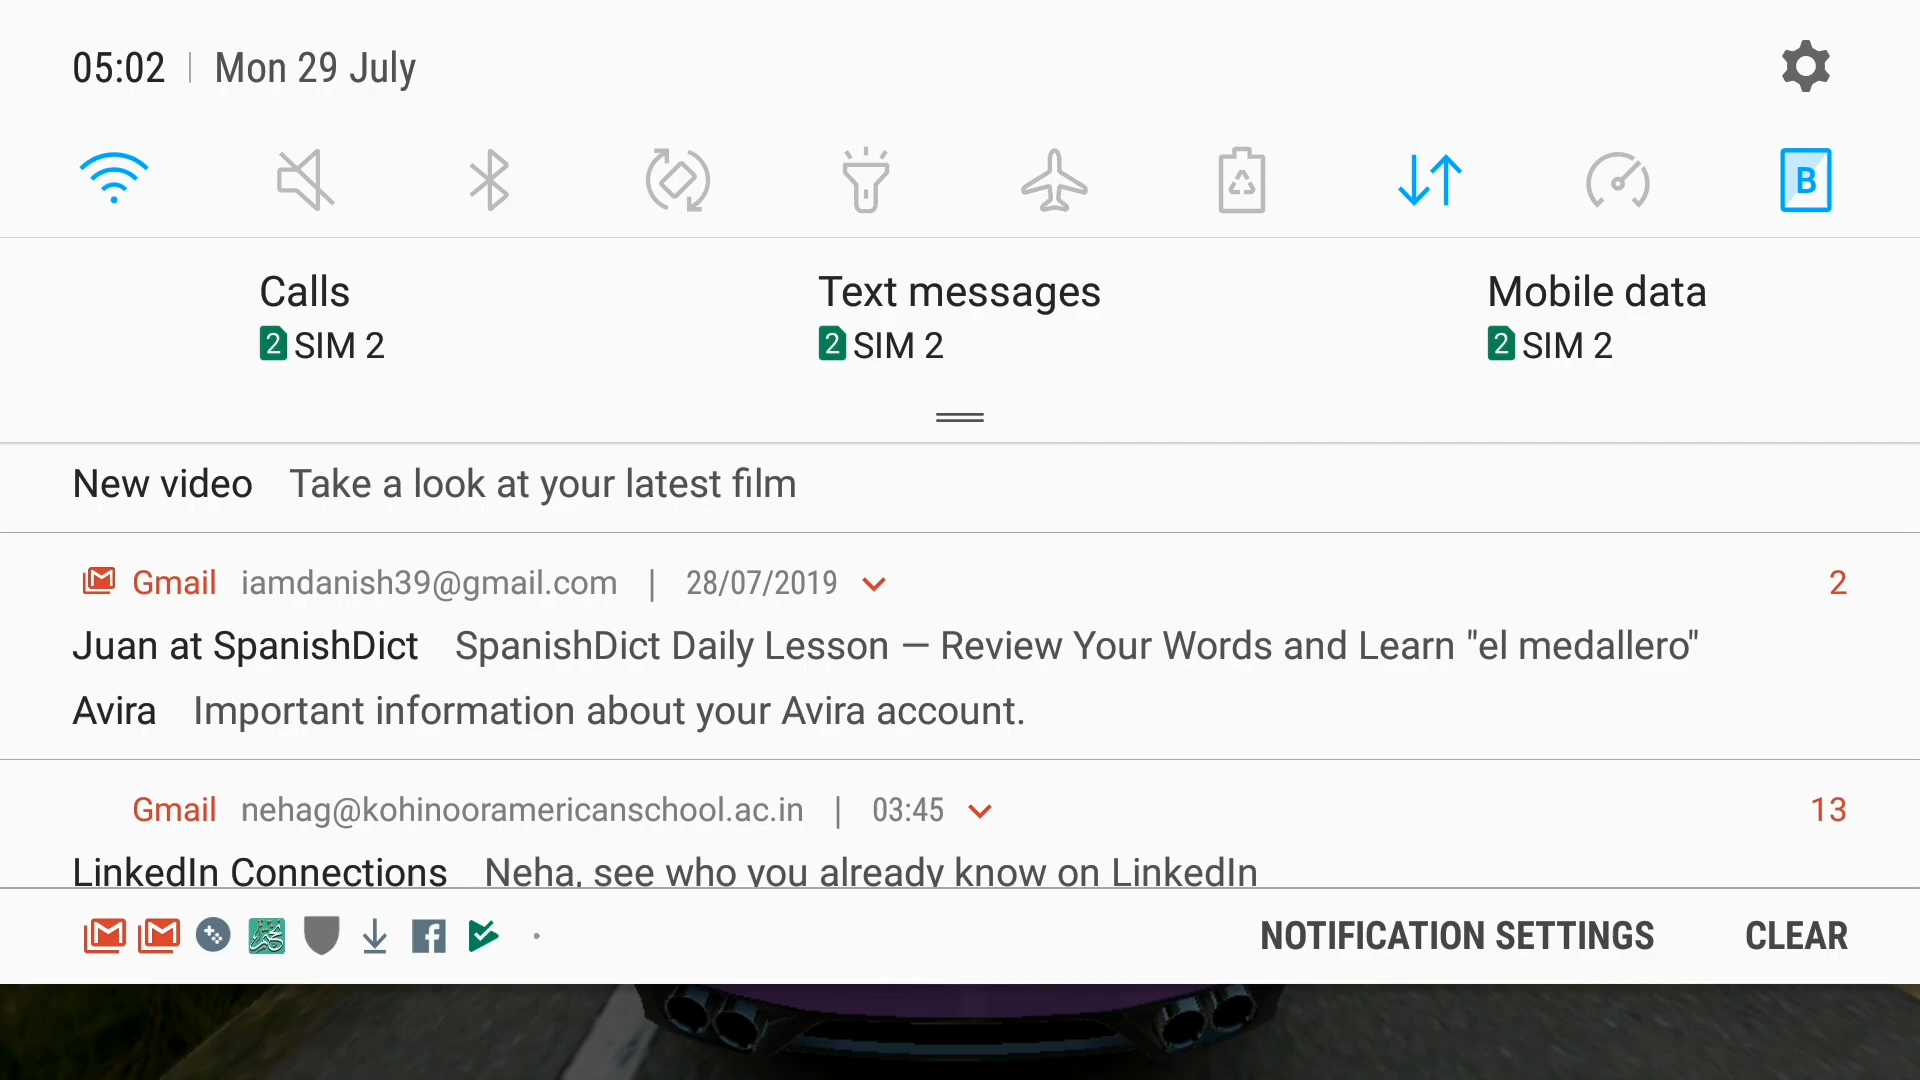 05:02 | Mon 29 July
B
Calls
2 SIM 2
Text messages
2 SIM 2
Mobile data
2 SIM 2
New video Take a look at your latest film
Gmail iamdanish39@gmail.com | 28/07/2019 2
Juan at SpanishDict SpanishDict Daily Lesson — Review Your Words and Learn "el medallero"
Avira Important information about your Avira account.
Gmail nehag@kohinooramericanschool.ac.in | 03:45 13
LinkedIn Connections Neha, see who you already know on LinkedIn
NOTIFICATION SETTINGS CLEAR